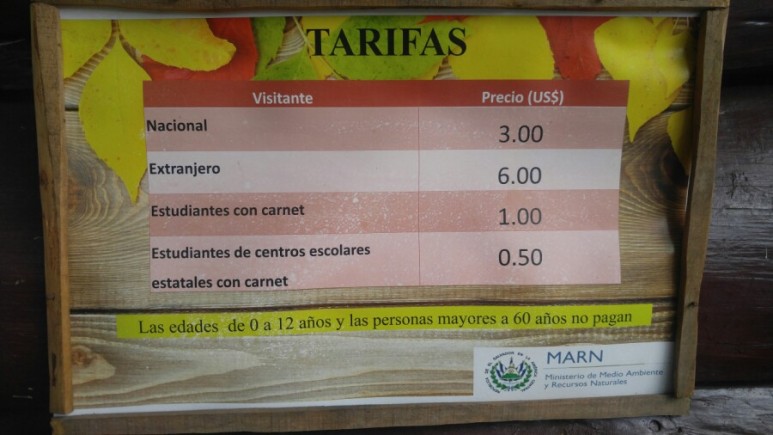 TARIFAS
Visitante Precio (US$)
Nacional 3.00
Extranjero 6.00
Estudiantes con carnet 1.00
Estudiantes de centros escolares
estatales con carnet 0.50
Las edades de 0 a 12 años y las personas mayores a 60 años no pagan
MARN
Ministerio de Medio Ambiente
y Recursos Naturales